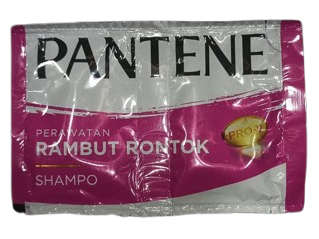 PANTENE
PERAWATAN
RAMBUT RONTOK
PRO-V
SHAMPO